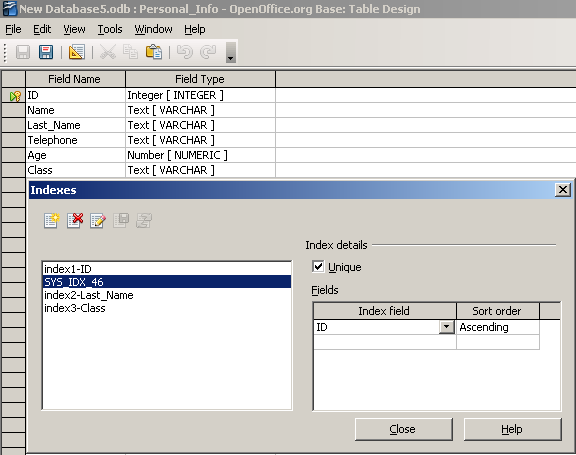 New Database5.odb : Personal_Info - OpenOffice.org Base: Table Design
File Edit View Tools Window Help
Field Name Field Type
ID Integer [ INTEGER ]
Name Text [ VARCHAR ]
Last_Name Text [ VARCHAR ]
Telephone Text [ VARCHAR ]
Age Number [ NUMERIC ]
Class Text [ VARCHAR ]
Indexes
Index details
Unique
index1-ID
SYS_IDX_46
index2-Last_Name
index3-Class
Fields
Index field Sort order
ID Ascending
Close Help